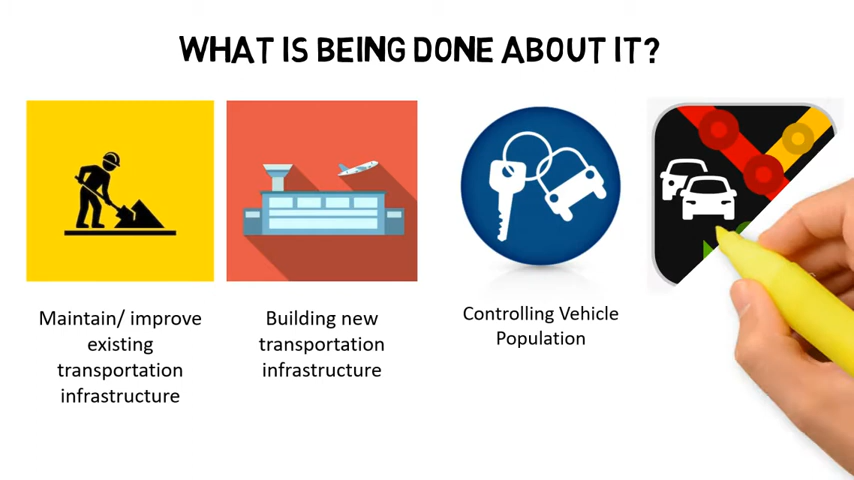 WHAT IS BEING DONE ABOUT IT?
Maintain/ improve
existing
transportation
infrastructure
Building new
transportation
infrastructure
Controlling Vehicle
Population